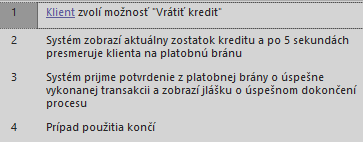 1 Klient zvolí možnosť "Vrátiť kredit"
2 Systém zobrazí aktuálny zostatok kreditu a po 5 sekundách
presmeruje klienta na platobnú bránu
3 Systém prijme potvrdenie z platobnej brány o úspešne
vykonanej transakcii a zobrazí jlášku o úspešnom dokončení
procesu
4 Prípad použitia končí